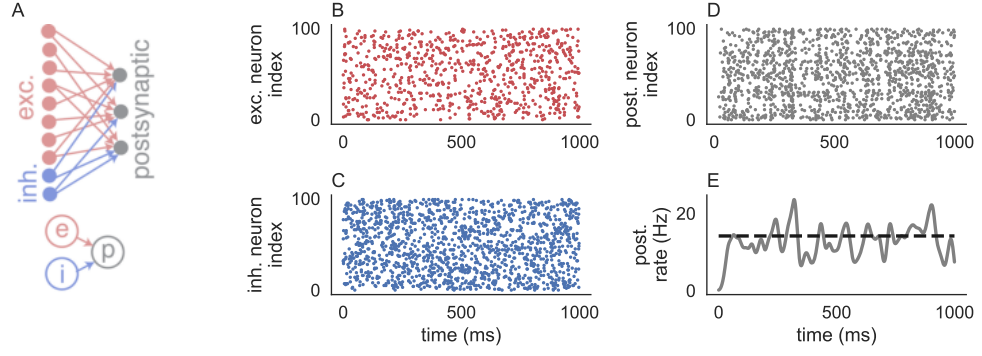 A
exc.
inh.
postsynaptic
e
i
p
B
exc. neuron
index
100
0
0
500
1000
C
inh. neuron
index
100
0
0
500
1000
time (ms)
D
post. neuron
index
100
0
0
500
1000
E
post.
rate (Hz)
20
0
0
500
1000
time (ms)